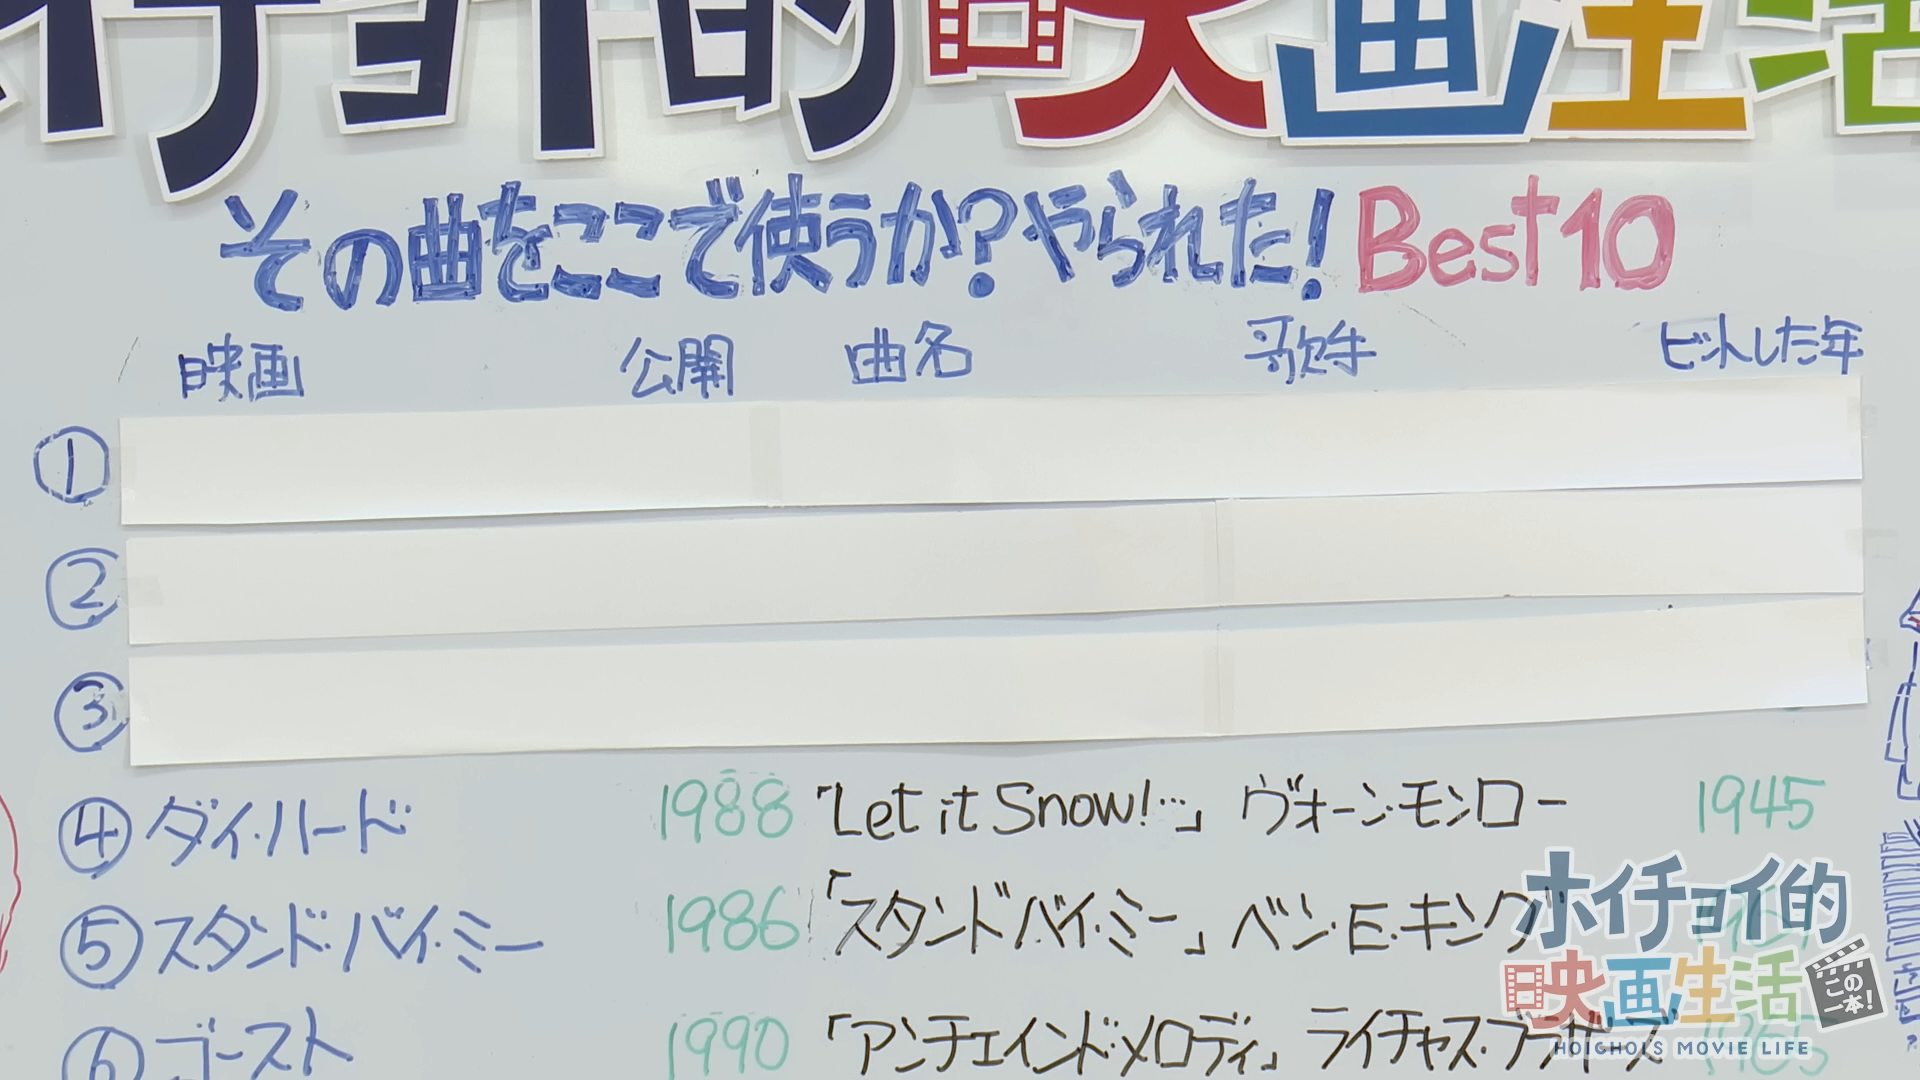 イチョイ的映画生活
その曲をここで使うか?やられた!Best10
映画 公開 曲名 歌手 ヒットした年
①
②
③
④ダイ・ハード 1988 「Let it Snow!…」 ヴォーン・モンロー 1945
⑤スタンド・バイ・ミー 1986 「スタンド・バイ・ミー」 ベン・E・キング
⑥ゴースト 1990 「アンチェインド・メロディ」 ライチャス・ブラザーズ 1965
ホイチョイ的
映画生活
この
一本!
HOICHOI'S MOVIE LIFE